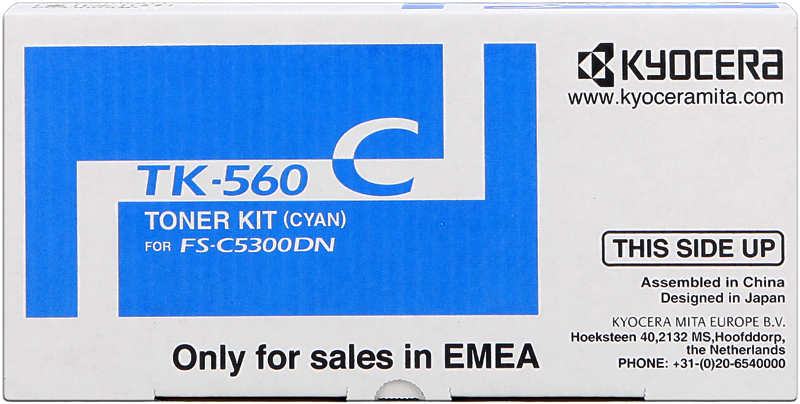 KYOCERA
www.kyoceramita.com
TK-560 C
TONER KIT (CYAN)
FOR FS-C5300DN
THIS SIDE UP
Assembled in China
Designed in Japan
KYOCERA MITA EUROPE B.V.
Hoeksteen 40,2132 MS,Hoofddorp,
the Netherlands
PHONE: +31-(0)20-6540000
Only for sales in EMEA